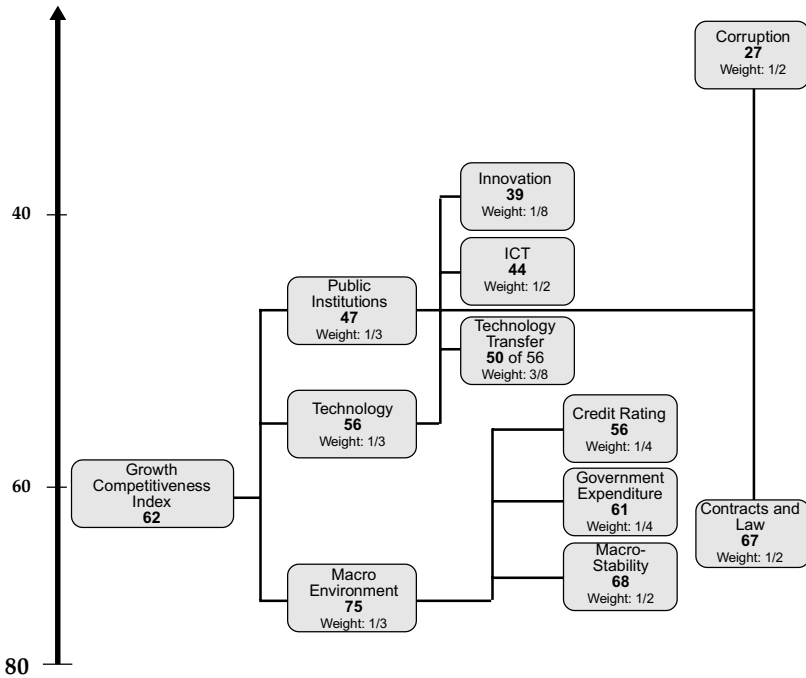 Corruption
27
Weight: 1/2
Innovation
39
Weight: 1/8
40
ICT
44
Weight: 1/2
Public
Institutions
47
Weight: 1/3
Technology
Transfer
50 of 56
Weight: 3/8
Technology
56
Weight: 1/3
Credit Rating
56
Weight: 1/4
Growth
Competitiveness
Index
62
60
Government
Expenditure
61
Weight: 1/4
Contracts and
Law
67
Weight: 1/2
Macro-
Stability
68
Weight: 1/2
Macro
Environment
75
Weight: 1/3
80